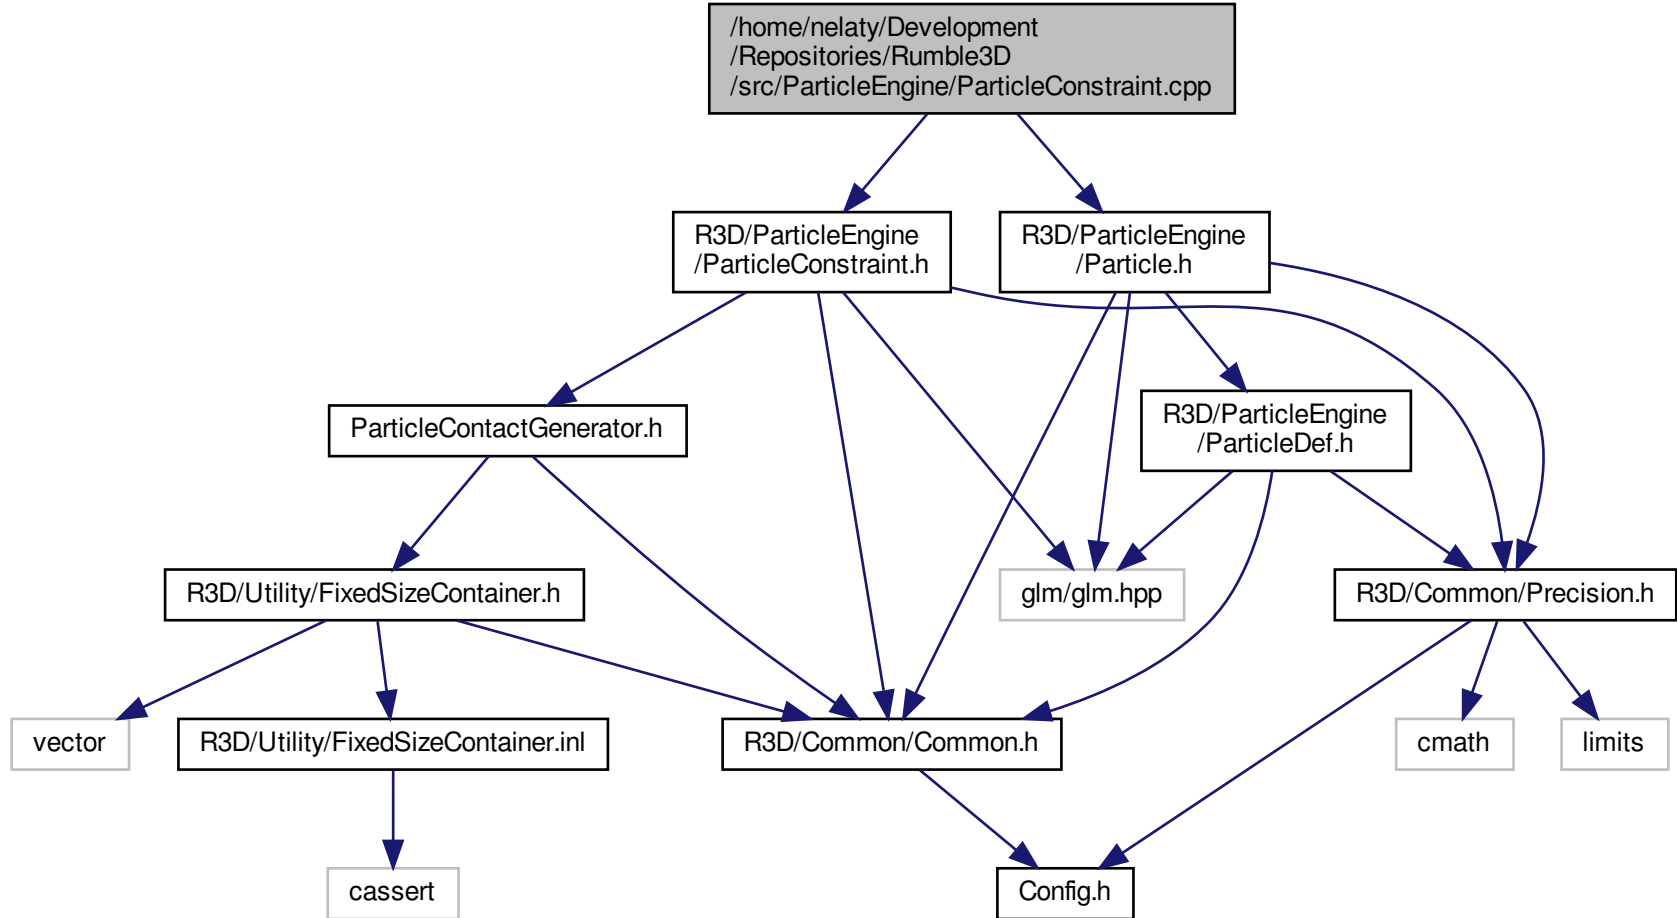 /home/nelaty/Development
/Repositories/Rumble3D
/src/ParticleEngine/ParticleConstraint.cpp
R3D/ParticleEngine
/ParticleConstraint.h
R3D/ParticleEngine
/Particle.h
R3D/ParticleEngine
/ParticleDef.h
ParticleContactGenerator.h
R3D/Utility/FixedSizeContainer.h
glm/glm.hpp
R3D/Common/Precision.h
vector
R3D/Utility/FixedSizeContainer.inl
R3D/Common/Common.h
cmath
limits
cassert
Config.h